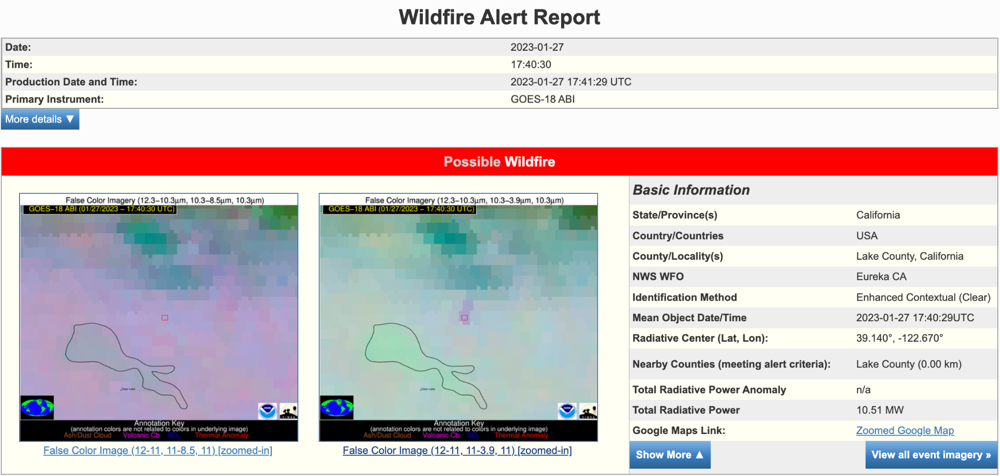 Wildfire Alert Report
Date: 2023-01-27
Time: 17:40:30
Production Date and Time: 2023-01-27 17:41:29 UTC
Primary Instrument: GOES-18 ABI
More details ▼
Possible Wildfire
False Color Imagery (12.3−10.3μm, 10.3−8.5μm, 10.3μm)
GOES−18 ABI (01/27/2023 − 17:40:30 UTC)
Clear Lake
NOAA
CIMSS
Annotation Key
(annotation colors are not related to colors in underlying image)
Ash/Dust Cloud Volcanic Cb SO₂ Thermal Anomaly
False Color Image (12-11, 11-8.5, 11) [zoomed-in]
False Color Imagery (12.3−10.3μm, 10.3−3.9μm, 10.3μm)
GOES−18 ABI (01/27/2023 − 17:40:30 UTC)
Clear Lake
NOAA
CIMSS
Annotation Key
(annotation colors are not related to colors in underlying image)
Ash/Dust Cloud Volcanic Cb SO₂ Thermal Anomaly
False Color Image (12-11, 11-3.9, 11) [zoomed-in]
Basic Information
State/Province(s) California
Country/Countries USA
County/Locality(s) Lake County, California
NWS WFO Eureka CA
Identification Method Enhanced Contextual (Clear)
Mean Object Date/Time 2023-01-27 17:40:29UTC
Radiative Center (Lat, Lon): 39.140°, -122.670°
Nearby Counties (meeting alert criteria): Lake County (0.00 km)
Total Radiative Power Anomaly n/a
Total Radiative Power 10.51 MW
Google Maps Link: Zoomed Google Map
Show More ▲
View all event imagery »